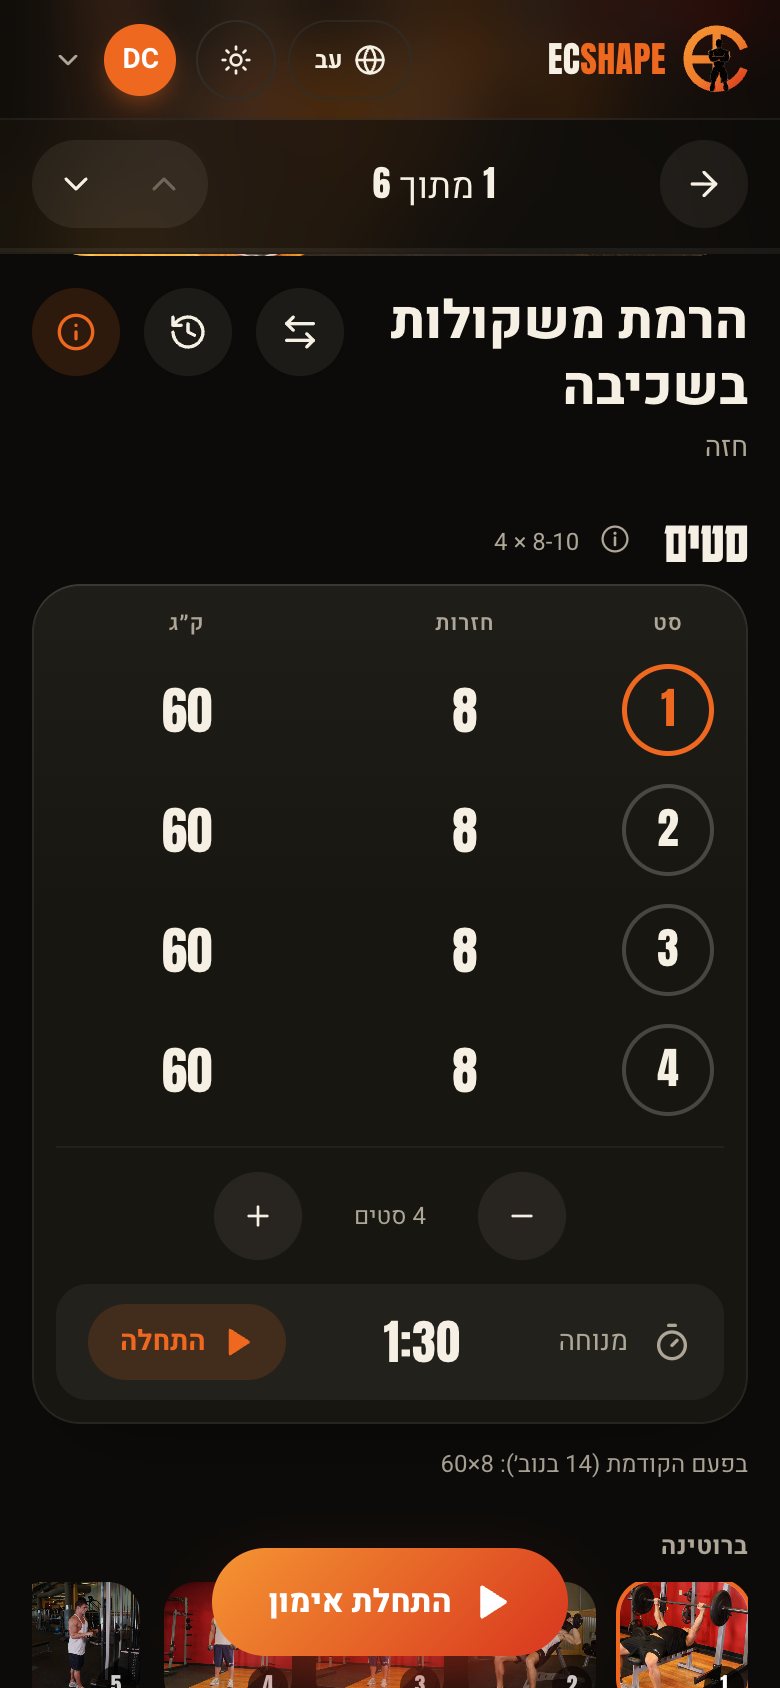 ECSHAPE
עב
DC
1 מתוך 6
הרמת משקולות
בשכיבה
חזה
סטים
4 × 8-10
סט חזרות ק״ג
1 8 60
2 8 60
3 8 60
4 8 60
− 4 סטים +
מנוחה 1:30 התחלה
בפעם הקודמת (14 בנוב׳): 60×8
ברוטינה
התחלת אימון
1 2 3 4 5